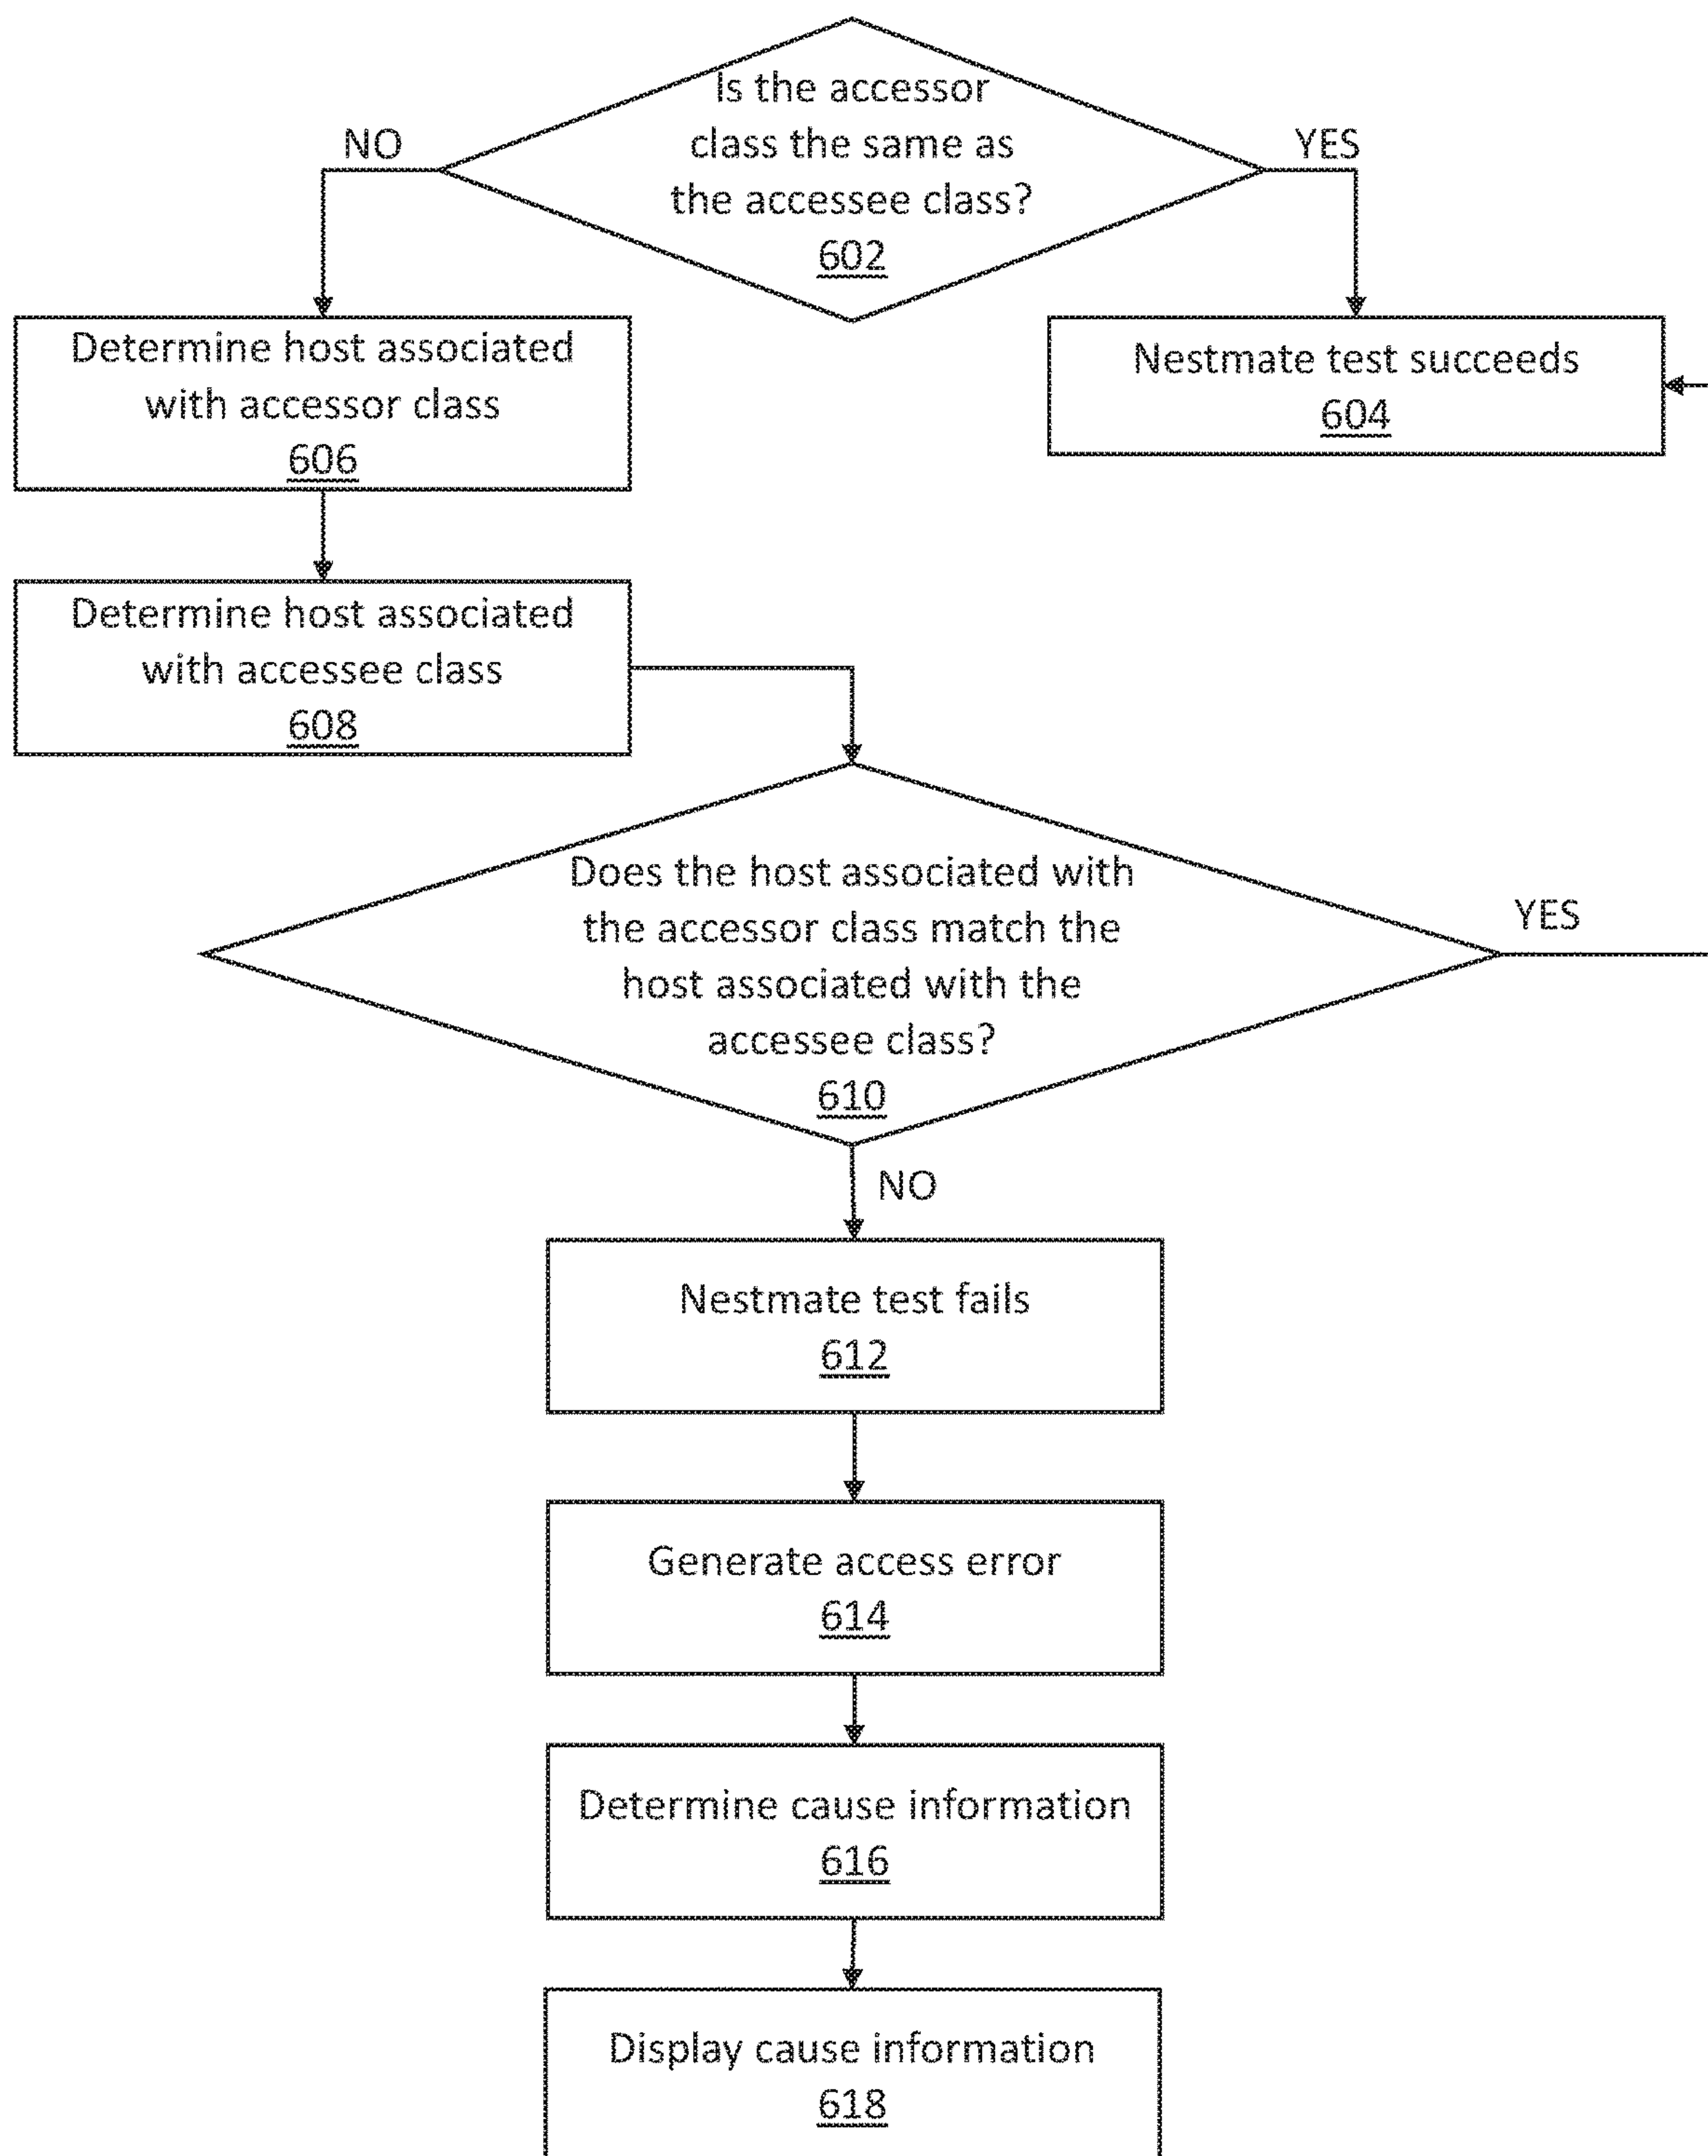 Is the accessor
class the same as
the accessee class?
602
NO
YES
Determine host associated
with accessor class
606
Nestmate test succeeds
604
Determine host associated
with accessee class
608
Does the host associated with
the accessor class match the
host associated with the
accessee class?
610
YES
NO
Nestmate test fails
612
Generate access error
614
Determine cause information
616
Display cause information
618